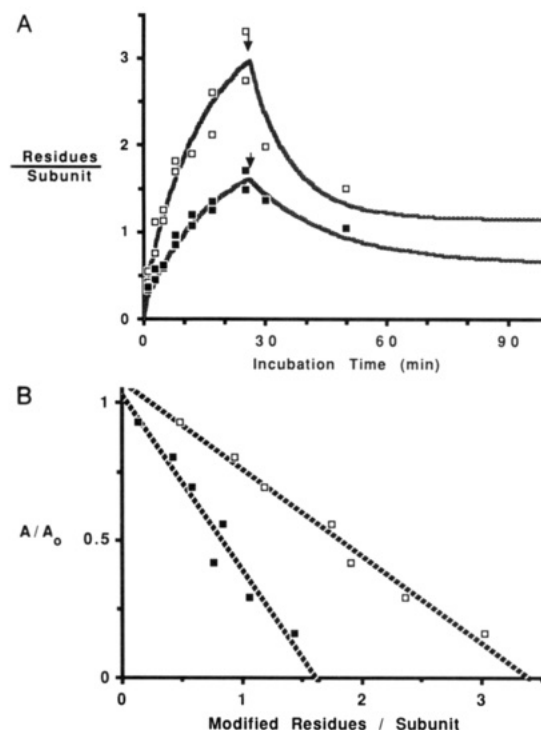 A
3
2
Residues
Subunit
1
0
0 30 60 90
Incubation Time (min)
B
1
A/Ao
0.5
0
0 1 2 3
Modified Residues / Subunit